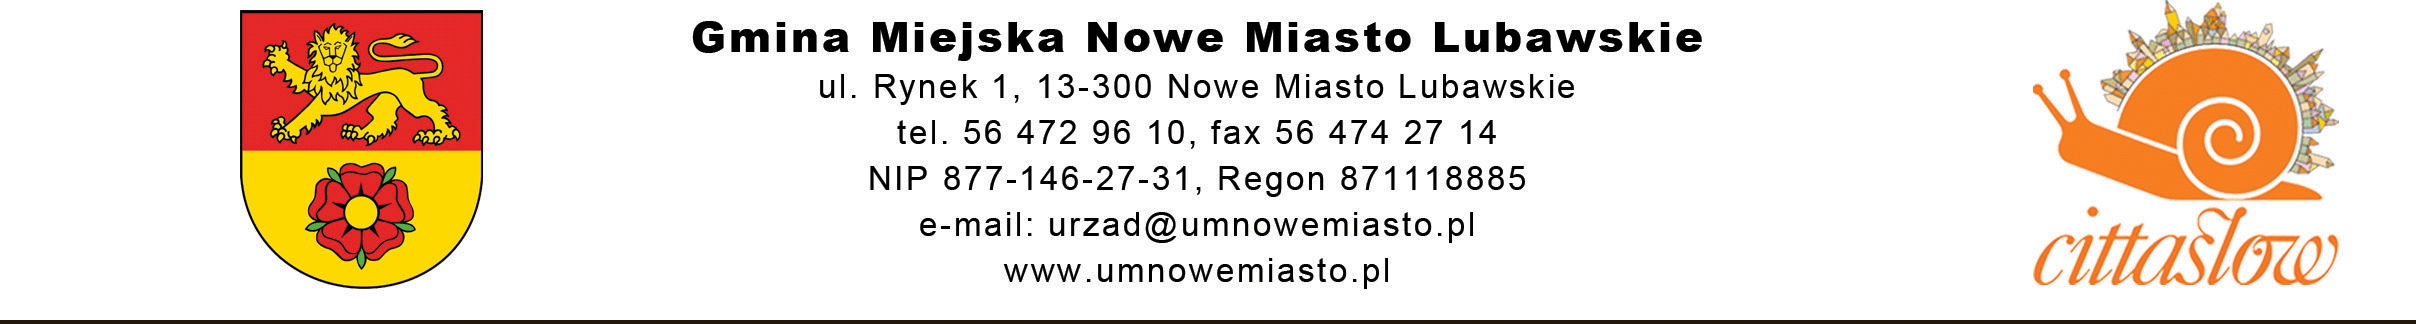 Gmina Miejska Nowe Miasto Lubawskie
ul. Rynek 1, 13-300 Nowe Miasto Lubawskie
tel. 56 472 96 10, fax 56 474 27 14
NIP 877-146-27-31, Regon 871118885
e-mail: urzad@umnowemiasto.pl
www.umnowemiasto.pl
cittaslow